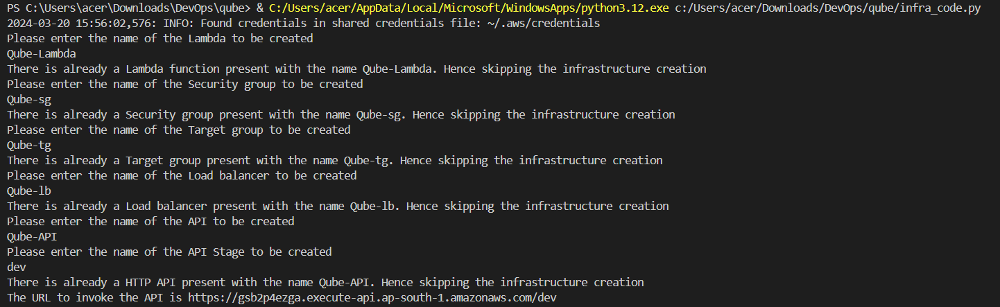 PS C:\Users\acer\Downloads\DevOps\qube> & C:/Users/acer/AppData/Local/Microsoft/WindowsApps/python3.12.exe c:/Users/acer/Downloads/DevOps/qube/infra_code.py
2024-03-20 15:56:02,576: INFO: Found credentials in shared credentials file: ~/.aws/credentials
Please enter the name of the Lambda to be created
Qube-Lambda
There is already a Lambda function present with the name Qube-Lambda. Hence skipping the infrastructure creation
Please enter the name of the Security group to be created
Qube-sg
There is already a Security group present with the name Qube-sg. Hence skipping the infrastructure creation
Please enter the name of the Target group to be created
Qube-tg
There is already a Target group present with the name Qube-tg. Hence skipping the infrastructure creation
Please enter the name of the Load balancer to be created
Qube-lb
There is already a Load balancer present with the name Qube-lb. Hence skipping the infrastructure creation
Please enter the name of the API to be created
Qube-API
Please enter the name of the API Stage to be created
dev
There is already a HTTP API present with the name Qube-API. Hence skipping the infrastructure creation
The URL to invoke the API is https://gsb2p4ezga.execute-api.ap-south-1.amazonaws.com/dev